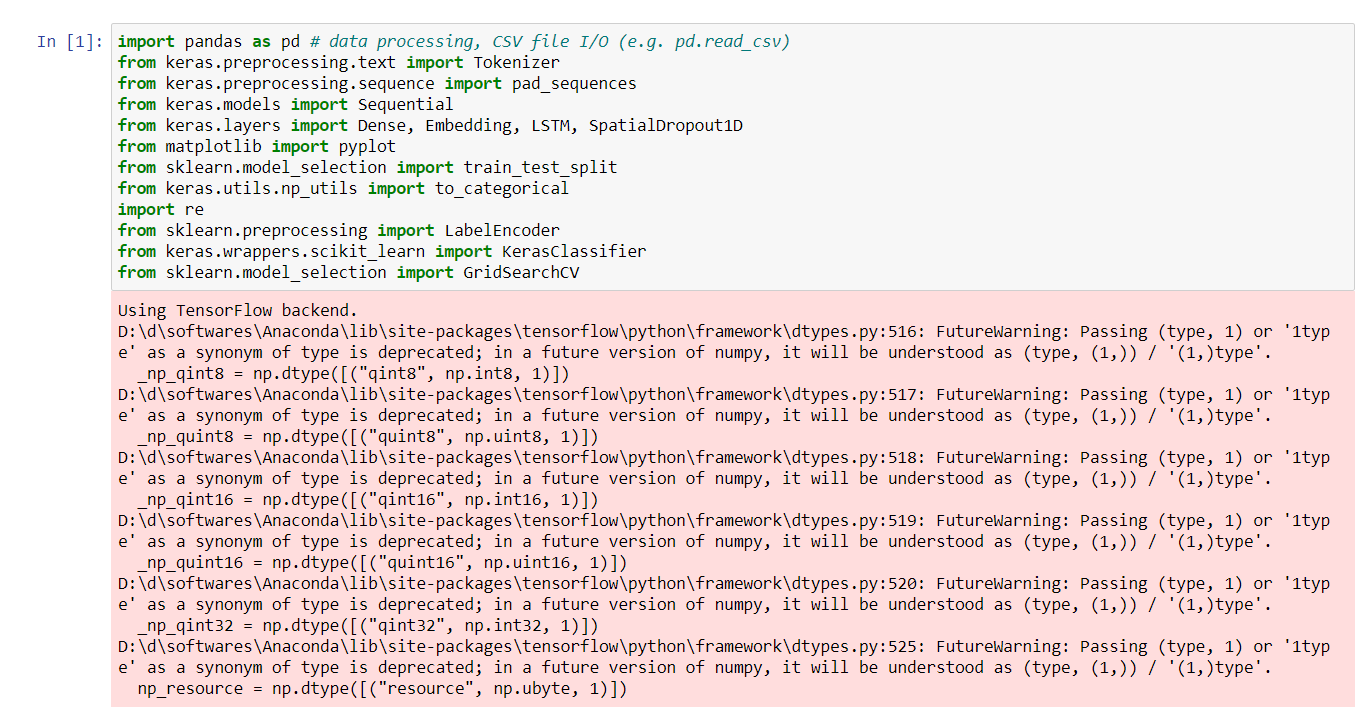 In [1]: import pandas as pd # data processing, CSV file I/O (e.g. pd.read_csv)
from keras.preprocessing.text import Tokenizer
from keras.preprocessing.sequence import pad_sequences
from keras.models import Sequential
from keras.layers import Dense, Embedding, LSTM, SpatialDropout1D
from matplotlib import pyplot
from sklearn.model_selection import train_test_split
from keras.utils.np_utils import to_categorical
import re
from sklearn.preprocessing import LabelEncoder
from keras.wrappers.scikit_learn import KerasClassifier
from sklearn.model_selection import GridSearchCV
Using TensorFlow backend.
D:\d\softwares\Anaconda\lib\site-packages\tensorflow\python\framework\dtypes.py:516: FutureWarning: Passing (type, 1) or '1typ
e' as a synonym of type is deprecated; in a future version of numpy, it will be understood as (type, (1,)) / '(1,)type'.
  _np_qint8 = np.dtype([("qint8", np.int8, 1)])
D:\d\softwares\Anaconda\lib\site-packages\tensorflow\python\framework\dtypes.py:517: FutureWarning: Passing (type, 1) or '1typ
e' as a synonym of type is deprecated; in a future version of numpy, it will be understood as (type, (1,)) / '(1,)type'.
  _np_quint8 = np.dtype([("quint8", np.uint8, 1)])
D:\d\softwares\Anaconda\lib\site-packages\tensorflow\python\framework\dtypes.py:518: FutureWarning: Passing (type, 1) or '1typ
e' as a synonym of type is deprecated; in a future version of numpy, it will be understood as (type, (1,)) / '(1,)type'.
  _np_qint16 = np.dtype([("qint16", np.int16, 1)])
D:\d\softwares\Anaconda\lib\site-packages\tensorflow\python\framework\dtypes.py:519: FutureWarning: Passing (type, 1) or '1typ
e' as a synonym of type is deprecated; in a future version of numpy, it will be understood as (type, (1,)) / '(1,)type'.
  _np_quint16 = np.dtype([("quint16", np.uint16, 1)])
D:\d\softwares\Anaconda\lib\site-packages\tensorflow\python\framework\dtypes.py:520: FutureWarning: Passing (type, 1) or '1typ
e' as a synonym of type is deprecated; in a future version of numpy, it will be understood as (type, (1,)) / '(1,)type'.
  _np_qint32 = np.dtype([("qint32", np.int32, 1)])
D:\d\softwares\Anaconda\lib\site-packages\tensorflow\python\framework\dtypes.py:525: FutureWarning: Passing (type, 1) or '1typ
e' as a synonym of type is deprecated; in a future version of numpy, it will be understood as (type, (1,)) / '(1,)type'.
  np_resource = np.dtype([("resource", np.ubyte, 1)])